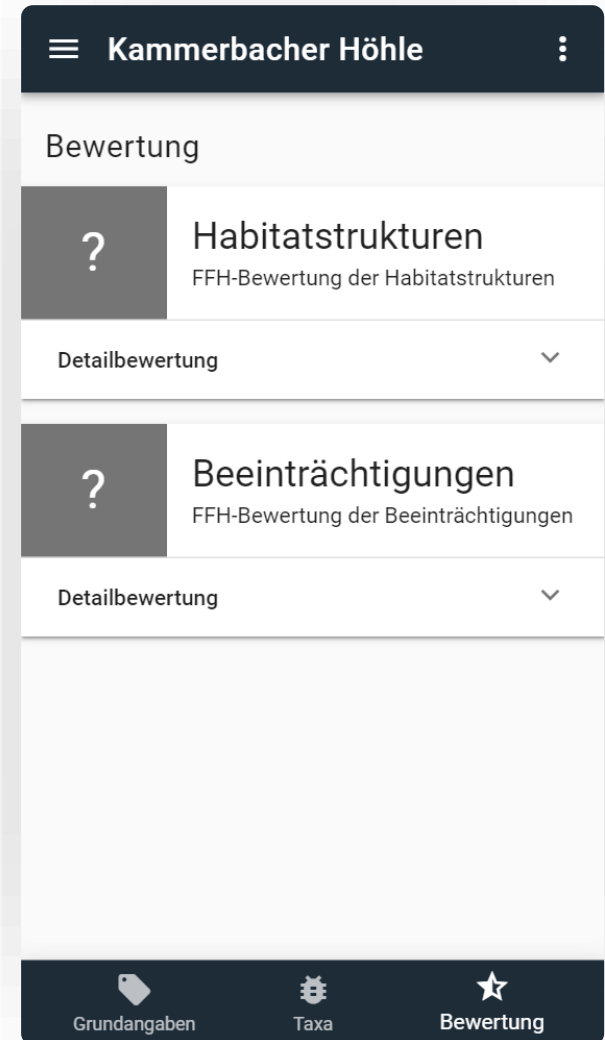 Kammerbacher Höhle
Bewertung
?
Habitatstrukturen
FFH-Bewertung der Habitatstrukturen
Detailbewertung
?
Beeinträchtigungen
FFH-Bewertung der Beeinträchtigungen
Detailbewertung
Grundangaben
Taxa
Bewertung